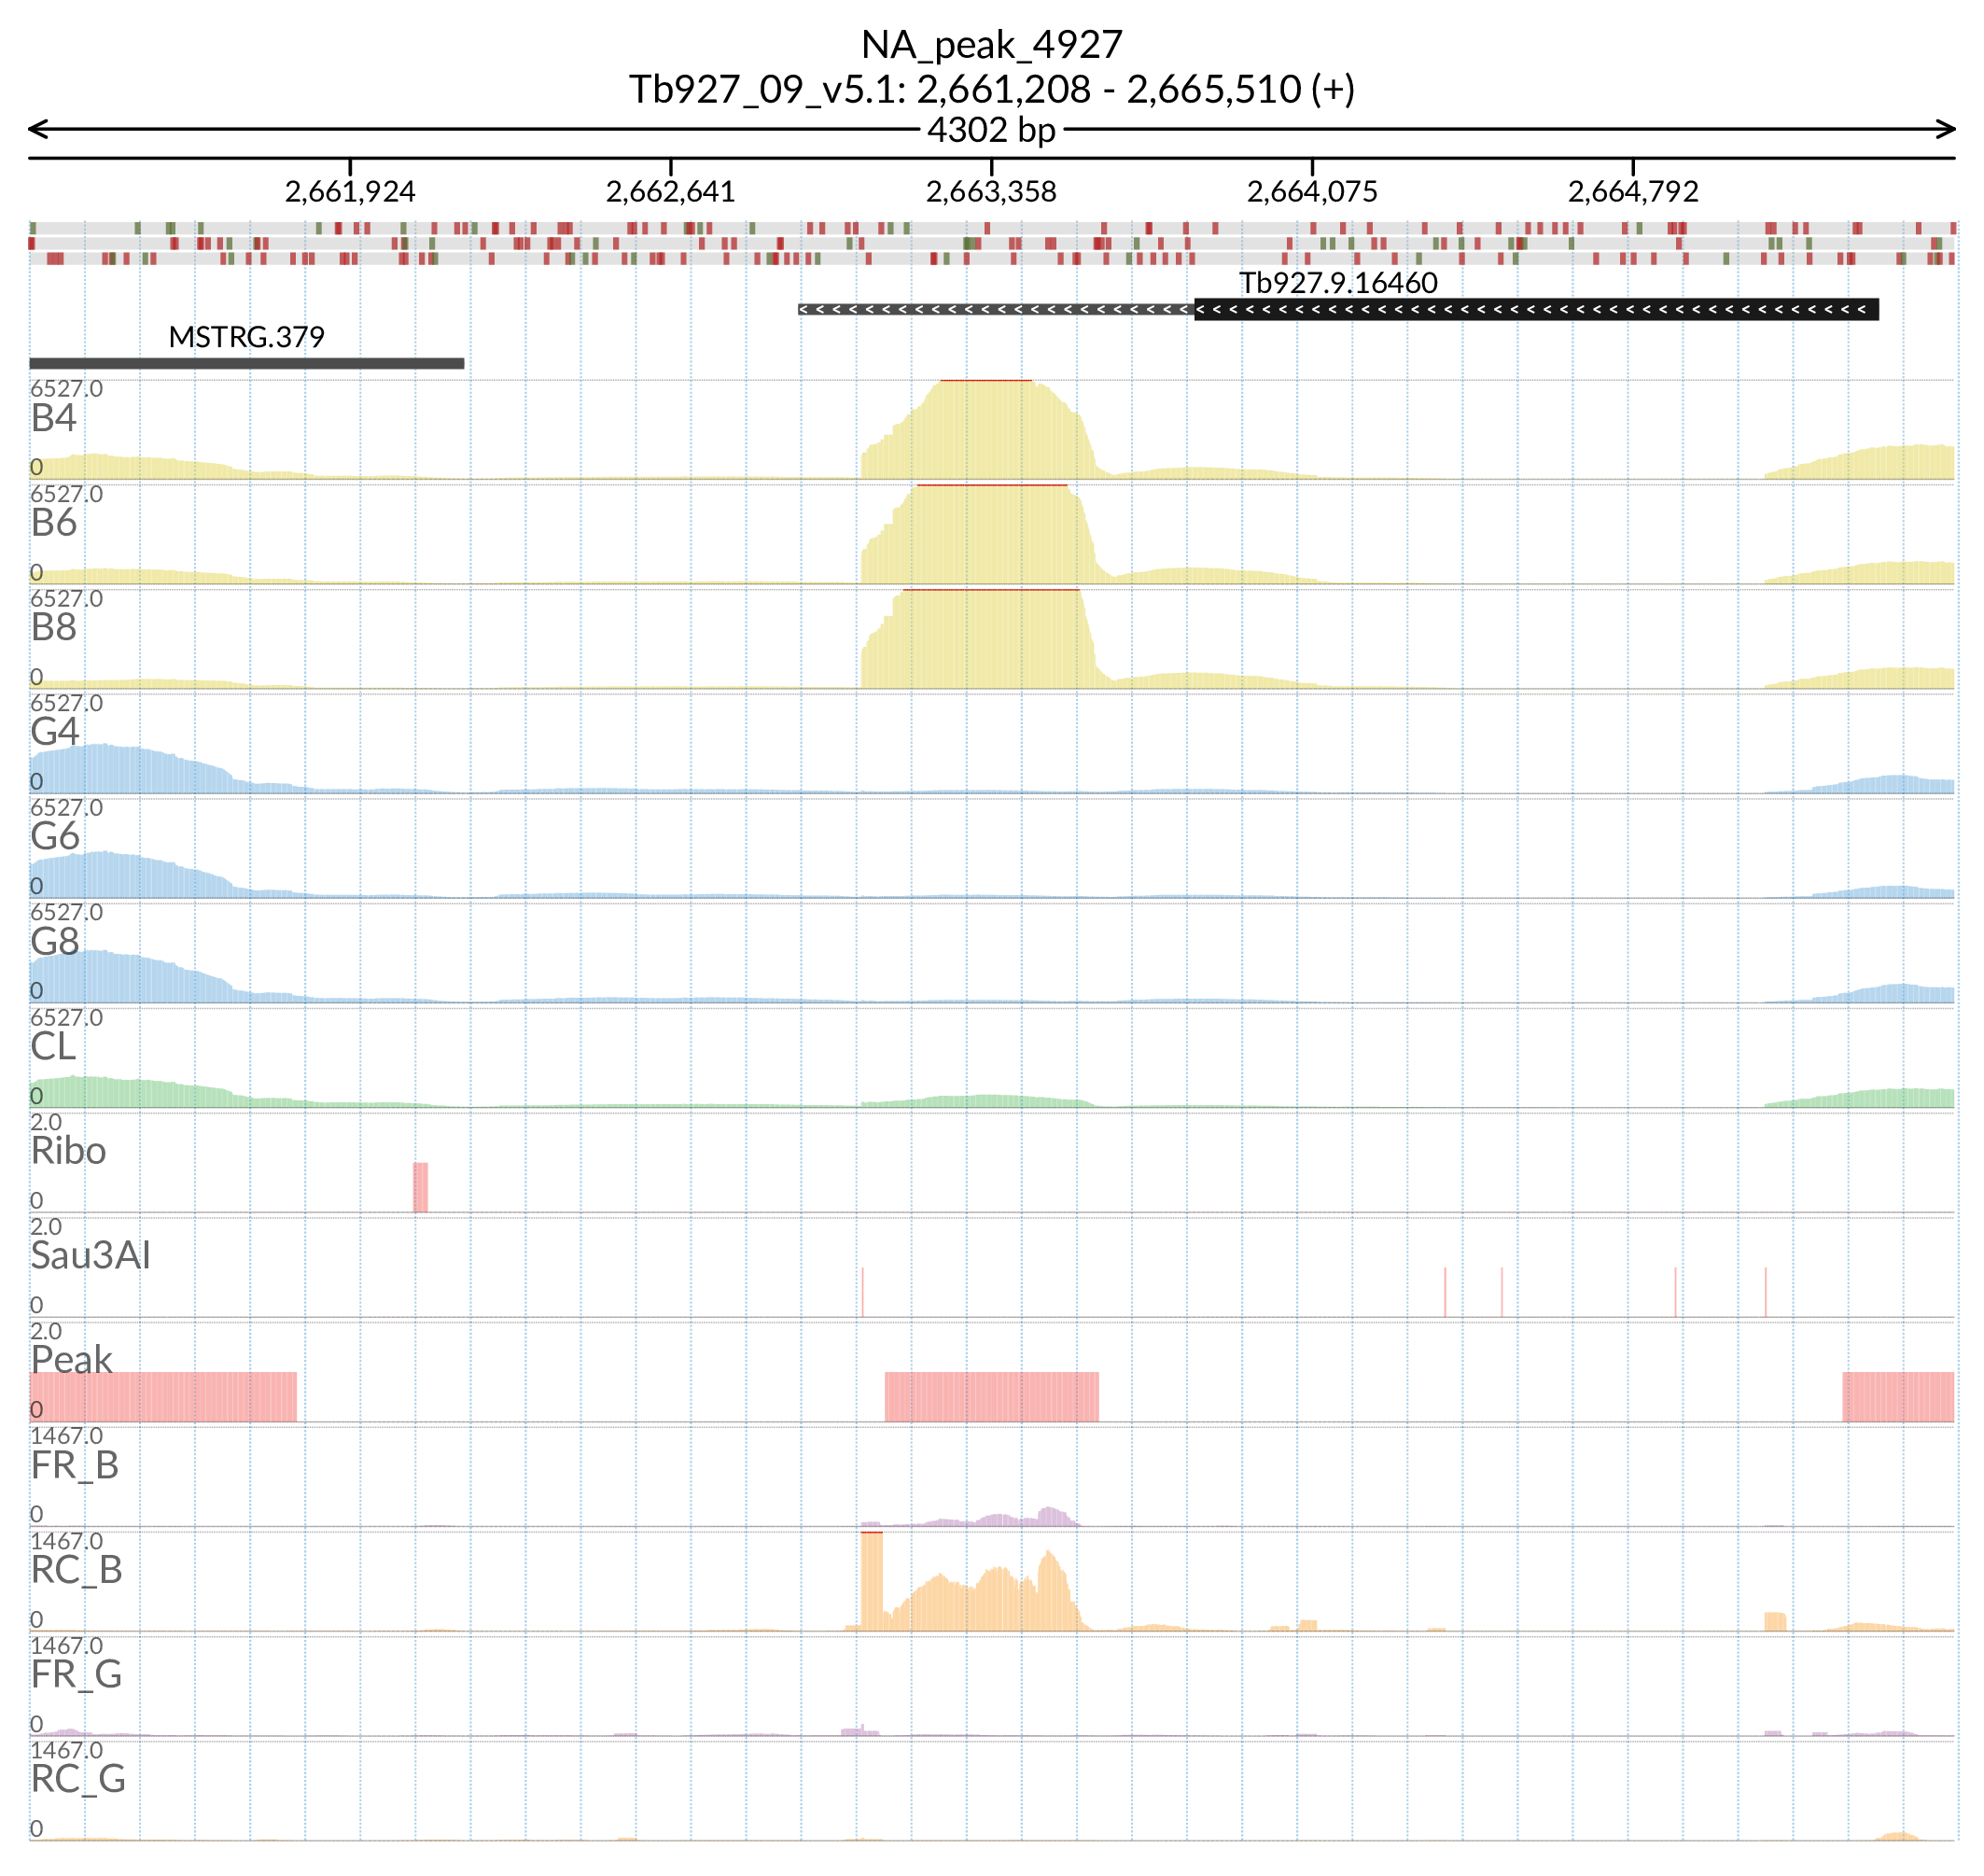 NA_peak_4927
Tb927_09_v5.1: 2,661,208 - 2,665,510 (+)
4302 bp
2,661,924 2,662,641 2,663,358 2,664,075 2,664,792
Tb927.9.16460
MSTRG.379
6527.0
B4
0
6527.0
B6
0
6527.0
B8
0
6527.0
G4
0
6527.0
G6
0
6527.0
G8
0
6527.0
CL
0
2.0
Ribo
0
2.0
Sau3AI
0
2.0
Peak
0
1467.0
FR_B
0
1467.0
RC_B
0
1467.0
FR_G
0
1467.0
RC_G
0